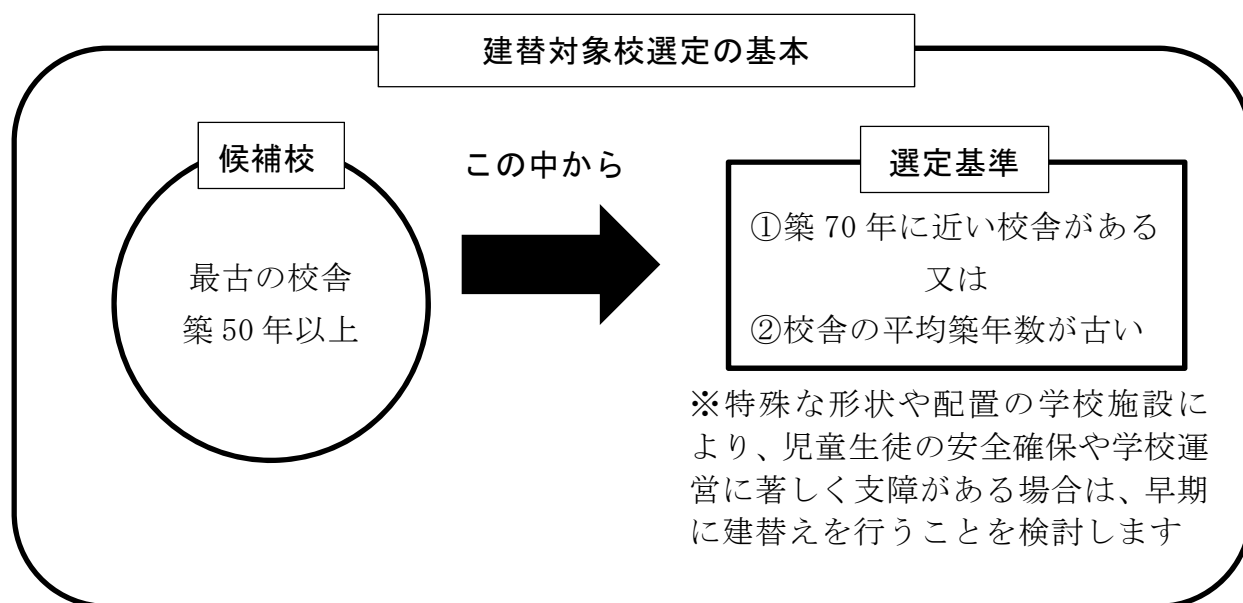 建替対象校選定の基本
候補校
最古の校舎
築 50 年以上
この中から
選定基準
①築 70 年に近い校舎がある
又は
②校舎の平均築年数が古い
※特殊な形状や配置の学校施設に
より、児童生徒の安全確保や学校運
営に著しく支障がある場合は、早期
に建替えを行うことを検討します